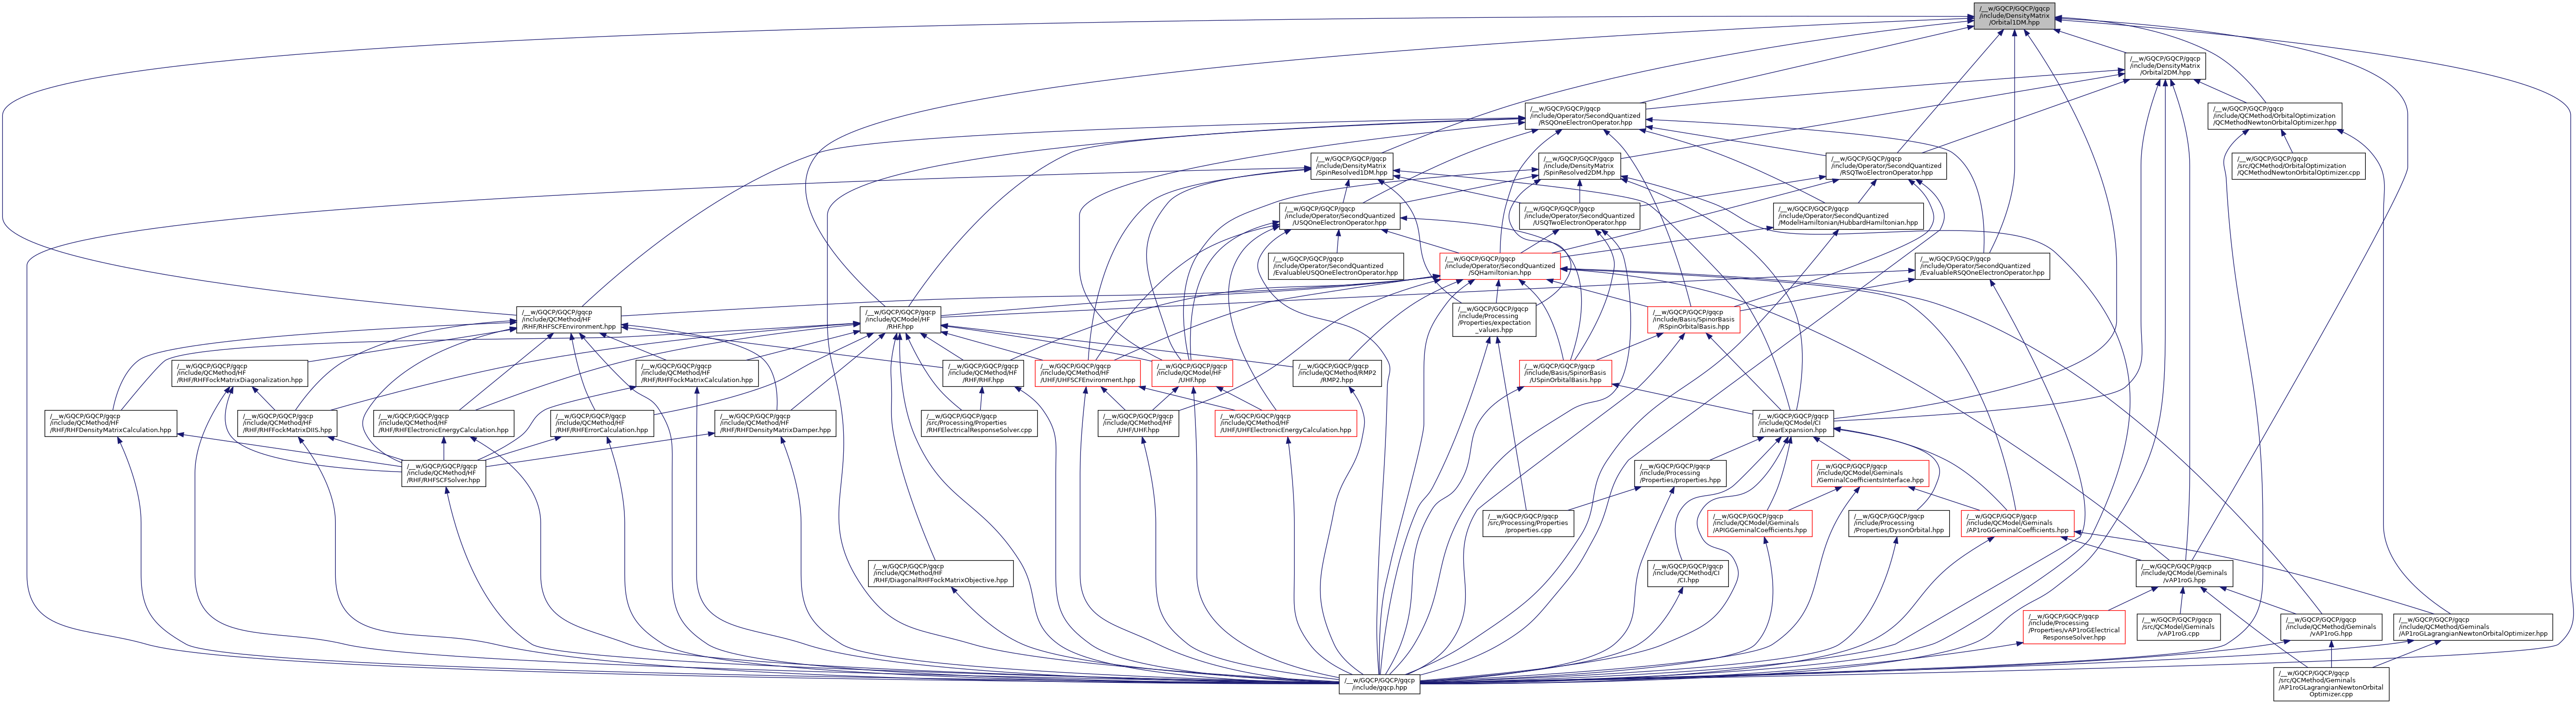 /__w/GQCP/GQCP/gqcp
/include/DensityMatrix
/Orbital1DM.hpp
/__w/GQCP/GQCP/gqcp
/include/DensityMatrix
/Orbital2DM.hpp
/__w/GQCP/GQCP/gqcp
/include/Operator/SecondQuantized
/RSQOneElectronOperator.hpp
/__w/GQCP/GQCP/gqcp
/include/QCMethod/OrbitalOptimization
/QCMethodNewtonOrbitalOptimizer.hpp
/__w/GQCP/GQCP/gqcp
/include/DensityMatrix
/SpinResolved1DM.hpp
/__w/GQCP/GQCP/gqcp
/include/DensityMatrix
/SpinResolved2DM.hpp
/__w/GQCP/GQCP/gqcp
/include/Operator/SecondQuantized
/RSQTwoElectronOperator.hpp
/__w/GQCP/GQCP/gqcp
/src/QCMethod/OrbitalOptimization
/QCMethodNewtonOrbitalOptimizer.cpp
/__w/GQCP/GQCP/gqcp
/include/Operator/SecondQuantized
/USQOneElectronOperator.hpp
/__w/GQCP/GQCP/gqcp
/include/Operator/SecondQuantized
/USQTwoElectronOperator.hpp
/__w/GQCP/GQCP/gqcp
/include/Operator/SecondQuantized
/ModelHamiltonian/HubbardHamiltonian.hpp
/__w/GQCP/GQCP/gqcp
/include/Operator/SecondQuantized
/EvaluableUSQOneElectronOperator.hpp
/__w/GQCP/GQCP/gqcp
/include/Operator/SecondQuantized
/SQHamiltonian.hpp
/__w/GQCP/GQCP/gqcp
/include/Operator/SecondQuantized
/EvaluableRSQOneElectronOperator.hpp
/__w/GQCP/GQCP/gqcp
/include/QCMethod/HF
/RHF/RHFSCFEnvironment.hpp
/__w/GQCP/GQCP/gqcp
/include/QCModel/HF
/RHF.hpp
/__w/GQCP/GQCP/gqcp
/include/Processing
/Properties/expectation
_values.hpp
/__w/GQCP/GQCP/gqcp
/include/Basis/SpinorBasis
/RSpinOrbitalBasis.hpp
/__w/GQCP/GQCP/gqcp
/include/QCMethod/HF
/RHF/RHFFockMatrixDiagonalization.hpp
/__w/GQCP/GQCP/gqcp
/include/QCMethod/HF
/RHF/RHFFockMatrixCalculation.hpp
/__w/GQCP/GQCP/gqcp
/include/QCMethod/HF
/RHF/RHF.hpp
/__w/GQCP/GQCP/gqcp
/include/QCMethod/HF
/UHF/UHFSCFEnvironment.hpp
/__w/GQCP/GQCP/gqcp
/include/QCModel/HF
/UHF.hpp
/__w/GQCP/GQCP/gqcp
/include/QCMethod/RMP2
/RMP2.hpp
/__w/GQCP/GQCP/gqcp
/include/Basis/SpinorBasis
/USpinOrbitalBasis.hpp
/__w/GQCP/GQCP/gqcp
/include/QCMethod/HF
/RHF/RHFDensityMatrixCalculation.hpp
/__w/GQCP/GQCP/gqcp
/include/QCMethod/HF
/RHF/RHFFockMatrixDIIS.hpp
/__w/GQCP/GQCP/gqcp
/include/QCMethod/HF
/RHF/RHFElectronicEnergyCalculation.hpp
/__w/GQCP/GQCP/gqcp
/include/QCMethod/HF
/RHF/RHFErrorCalculation.hpp
/__w/GQCP/GQCP/gqcp
/include/QCMethod/HF
/RHF/RHFDensityMatrixDamper.hpp
/__w/GQCP/GQCP/gqcp
/src/Processing/Properties
/RHFElectricalResponseSolver.cpp
/__w/GQCP/GQCP/gqcp
/include/QCMethod/HF
/UHF/UHF.hpp
/__w/GQCP/GQCP/gqcp
/include/QCMethod/HF
/UHF/UHFElectronicEnergyCalculation.hpp
/__w/GQCP/GQCP/gqcp
/include/QCModel/CI
/LinearExpansion.hpp
/__w/GQCP/GQCP/gqcp
/include/QCMethod/HF
/RHF/RHFSCFSolver.hpp
/__w/GQCP/GQCP/gqcp
/include/Processing
/Properties/properties.hpp
/__w/GQCP/GQCP/gqcp
/include/QCModel/Geminals
/GeminalCoefficientsInterface.hpp
/__w/GQCP/GQCP/gqcp
/src/Processing/Properties
/properties.cpp
/__w/GQCP/GQCP/gqcp
/include/QCModel/Geminals
/APIGGeminalCoefficients.hpp
/__w/GQCP/GQCP/gqcp
/include/Processing
/Properties/DysonOrbital.hpp
/__w/GQCP/GQCP/gqcp
/include/QCModel/Geminals
/AP1roGGeminalCoefficients.hpp
/__w/GQCP/GQCP/gqcp
/include/QCMethod/HF
/RHF/DiagonalRHFFockMatrixObjective.hpp
/__w/GQCP/GQCP/gqcp
/include/QCMethod/CI
/CI.hpp
/__w/GQCP/GQCP/gqcp
/include/QCModel/Geminals
/vAP1roG.hpp
/__w/GQCP/GQCP/gqcp
/include/Processing
/Properties/vAP1roGElectrical
ResponseSolver.hpp
/__w/GQCP/GQCP/gqcp
/src/QCModel/Geminals
/vAP1roG.cpp
/__w/GQCP/GQCP/gqcp
/include/QCMethod/Geminals
/vAP1roG.hpp
/__w/GQCP/GQCP/gqcp
/include/QCMethod/Geminals
/AP1roGLagrangianNewtonOrbitalOptimizer.hpp
/__w/GQCP/GQCP/gqcp
/include/gqcp.hpp
/__w/GQCP/GQCP/gqcp
/src/QCMethod/Geminals
/AP1roGLagrangianNewtonOrbital
Optimizer.cpp